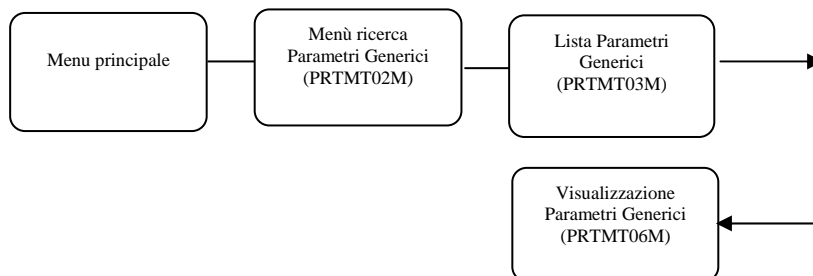 Menu principale
Menù ricerca
Parametri Generici
(PRTMT02M)
Lista Parametri
Generici
(PRTMT03M)
Visualizzazione
Parametri Generici
(PRTMT06M)